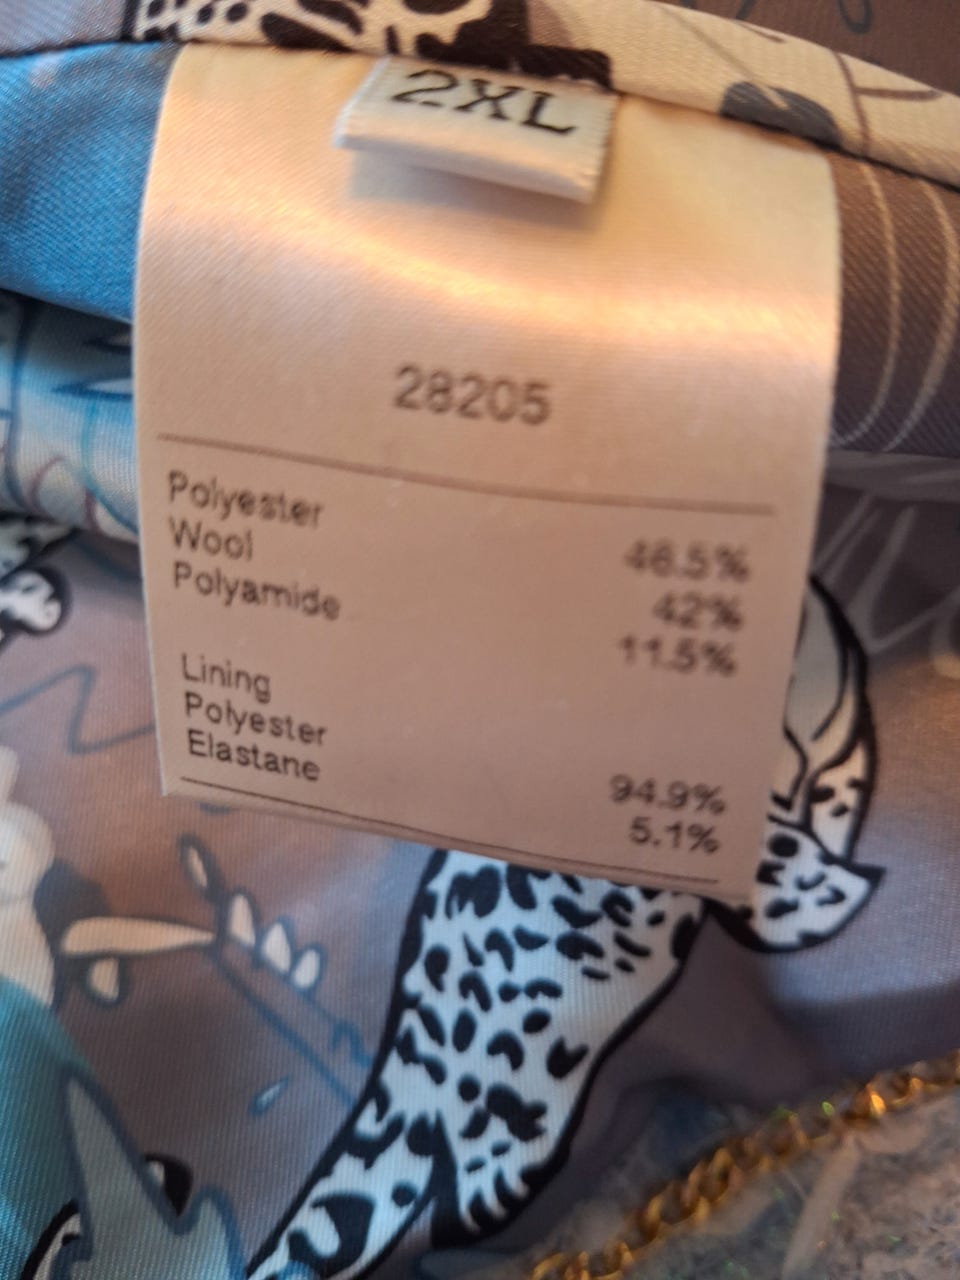 2XL
28205
Polyester 46.5%
Wool 42%
Polyamide 11.5%
Lining
Polyester 94.9%
Elastane 5.1%